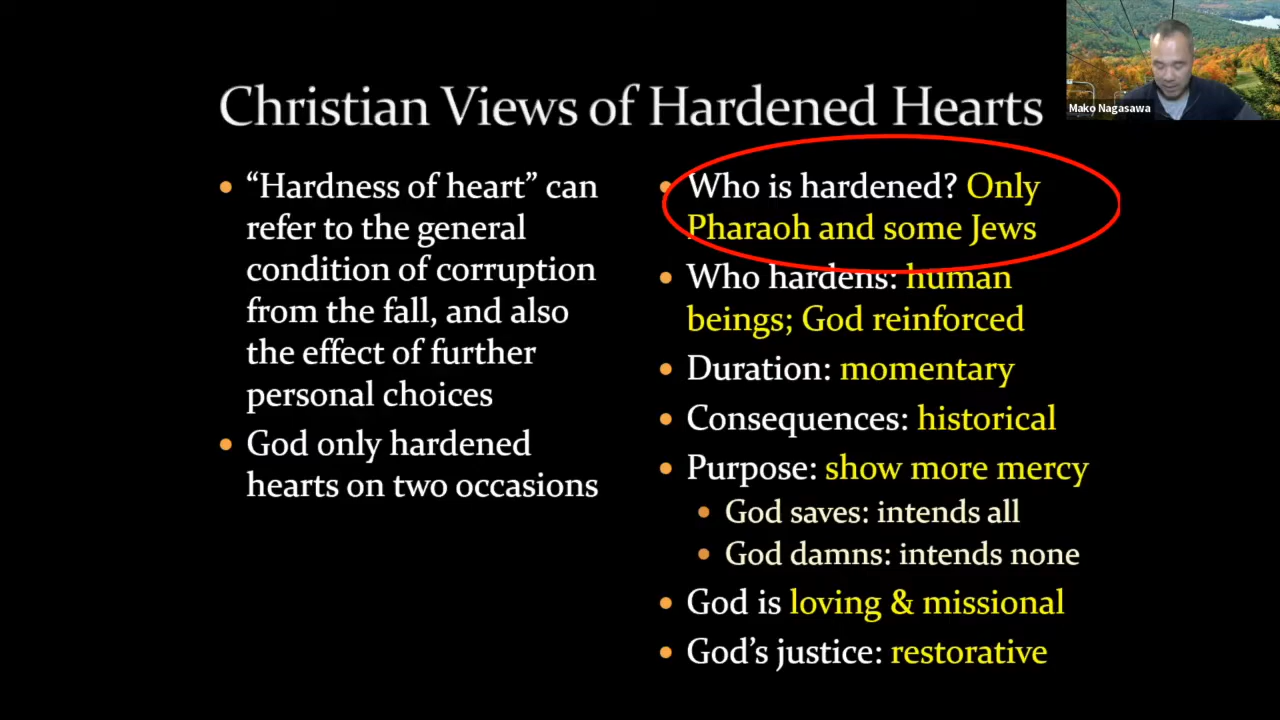 Christian Views of Hardened Hearts
Mako Nagasawa
• “Hardness of heart” can
refer to the general
condition of corruption
from the fall, and also
the effect of further
personal choices
• God only hardened
hearts on two occasions
• Who is hardened? Only
Pharaoh and some Jews
• Who hardens: human
beings; God reinforced
• Duration: momentary
• Consequences: historical
• Purpose: show more mercy
• God saves: intends all
• God damns: intends none
• God is loving & missional
• God’s justice: restorative